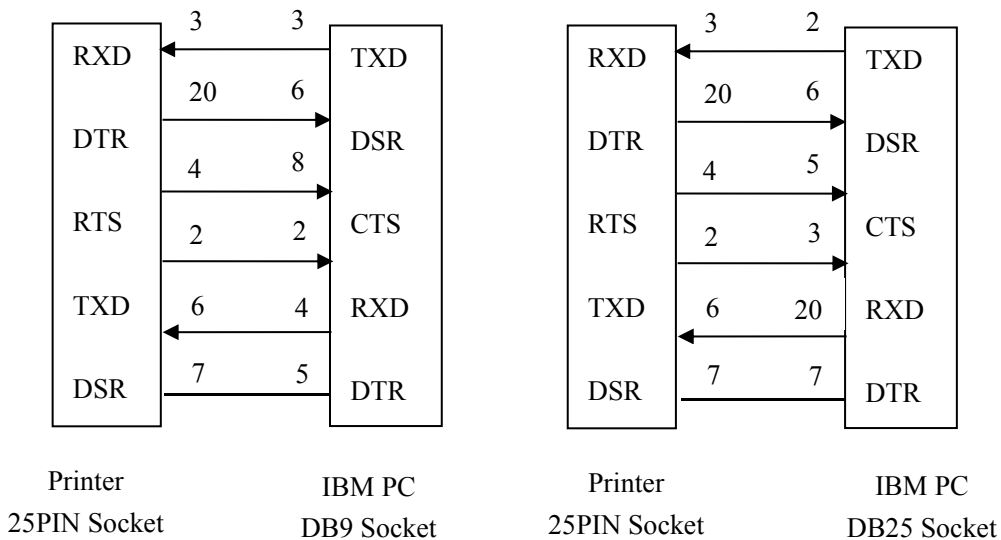 3 3
RXD TXD
20 6
DTR DSR
4 8
RTS CTS
2 2
TXD 6 4 RXD
7 5
DSR DTR
Printer IBM PC
25PIN Socket DB9 Socket
3 2
RXD TXD
20 6
DTR DSR
4 5
RTS CTS
2 3
TXD 6 20 RXD
7 7
DSR DTR
Printer IBM PC
25PIN Socket DB25 Socket